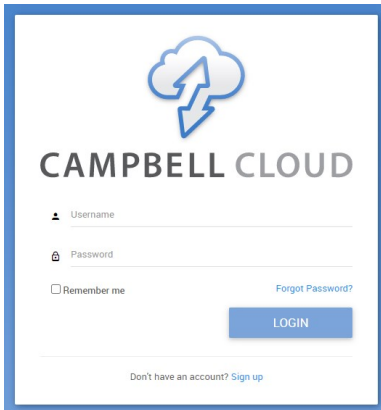 CAMPBELL CLOUD
Username
Password
Remember me
Forgot Password?
LOGIN
Don't have an account? Sign up